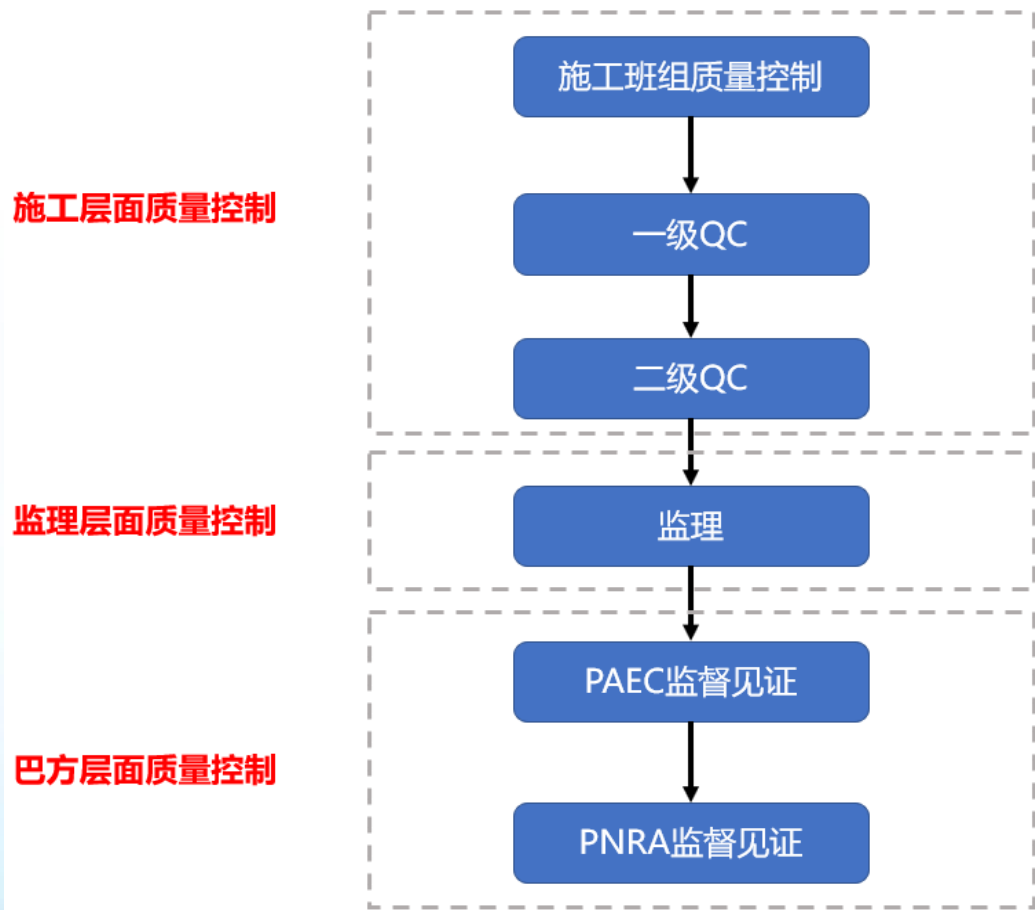 施工班组质量控制
施工层面质量控制
一级QC
二级QC
监理层面质量控制
监理
PAEC监督见证
巴方层面质量控制
PNRA监督见证